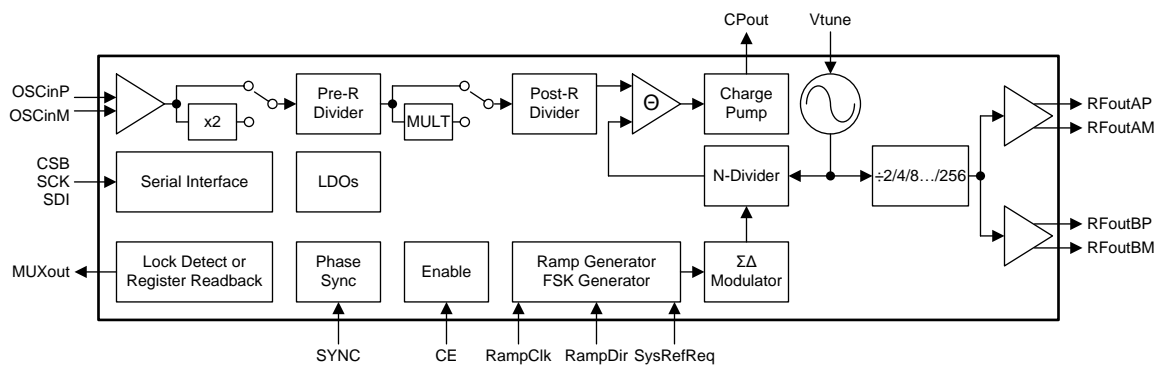 CPout
Vtune
OSCinP
OSCinM
x2
Pre-R
Divider
MULT
Post-R
Divider
Θ
Charge
Pump
RFoutAP
RFoutAM
CSB
SCK
SDI
Serial Interface
LDOs
N-Divider
÷2/4/8.../256
RFoutBP
RFoutBM
MUXout
Lock Detect or
Register Readback
Phase
Sync
Enable
Ramp Generator
FSK Generator
ΣΔ
Modulator
SYNC
CE
RampClk
RampDir
SysRefReq